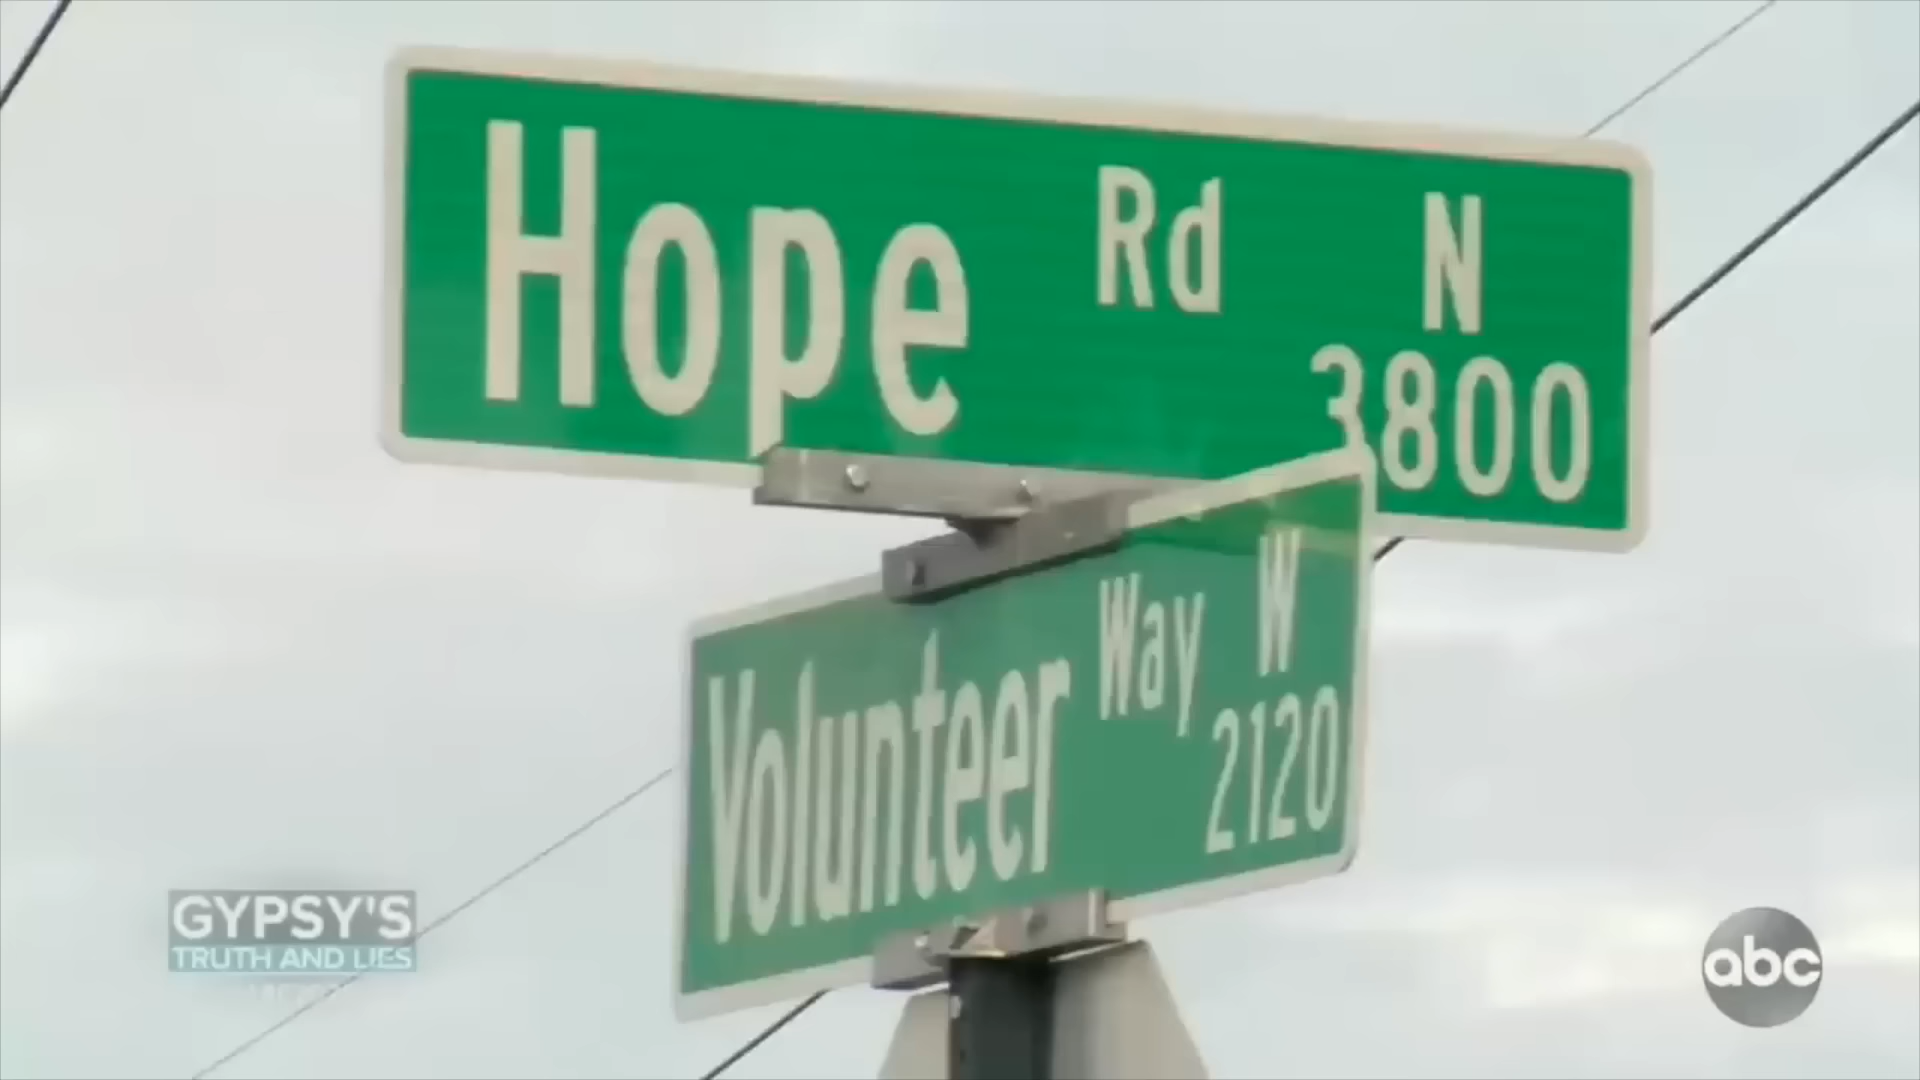 Hope Rd N
3800
Volunteer Way W
2120
GYPSY'S
TRUTH AND LIES
abc